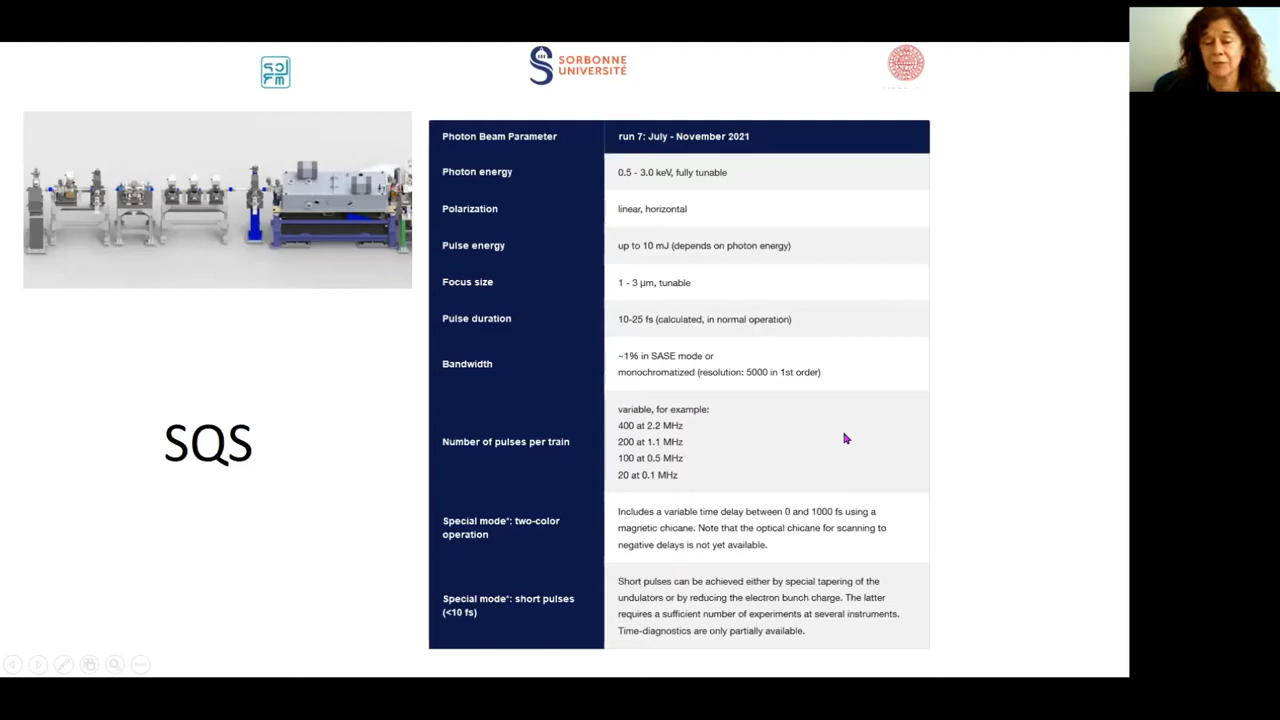 SORBONNE
UNIVERSITÉ
Photon Beam Parameter
run 7: July - November 2021
Photon energy
0.5 - 3.0 keV, fully tunable
Polarization
linear, horizontal
Pulse energy
up to 10 mJ (depends on photon energy)
Focus size
1 - 3 µm, tunable
Pulse duration
10-25 fs (calculated, in normal operation)
Bandwidth
~1% in SASE mode or
monochromatized (resolution: 5000 in 1st order)
Number of pulses per train
variable, for example:
400 at 2.2 MHz
200 at 1.1 MHz
100 at 0.5 MHz
20 at 0.1 MHz
Special mode*: two-color
operation
Includes a variable time delay between 0 and 1000 fs using a
magnetic chicane. Note that the optical chicane for scanning to
negative delays is not yet available.
Special mode*: short pulses
(<10 fs)
Short pulses can be achieved either by special tapering of the
undulators or by reducing the electron bunch charge. The latter
requires a sufficient number of experiments at several instruments.
Time-diagnostics are only partially available.
SQS